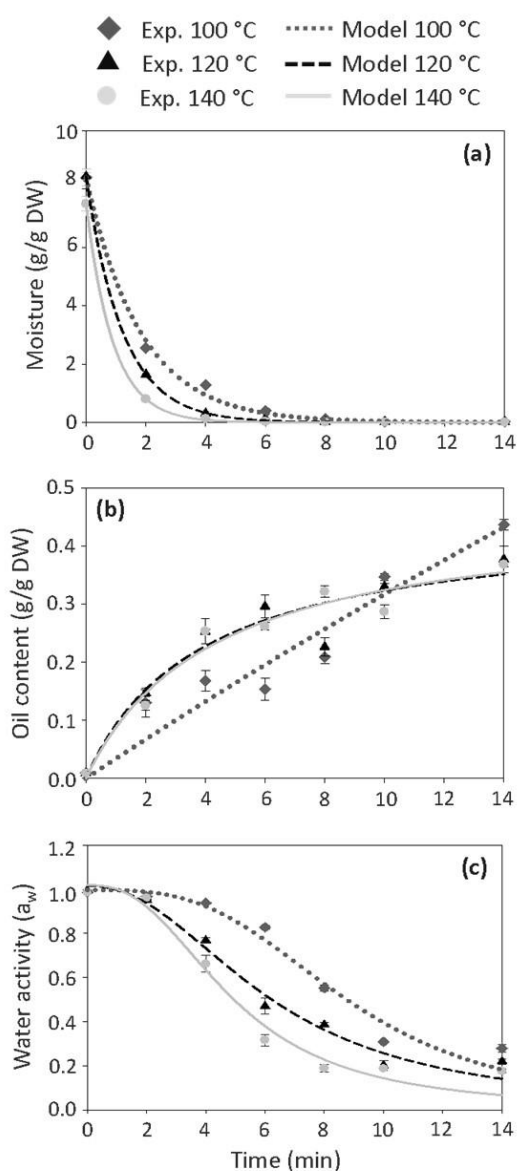 Exp. 100 °C Model 100 °C
Exp. 120 °C Model 120 °C
Exp. 140 °C Model 140 °C
(a)
Moisture (g/g DW)
10
8
6
4
2
0
0 2 4 6 8 10 12 14
(b)
Oil content (g/g DW)
0.5
0.4
0.3
0.2
0.1
0.0
0 2 4 6 8 10 12 14
(c)
Water activity (aw)
1.2
1.0
0.8
0.6
0.4
0.2
0.0
0 2 4 6 8 10 12 14
Time (min)